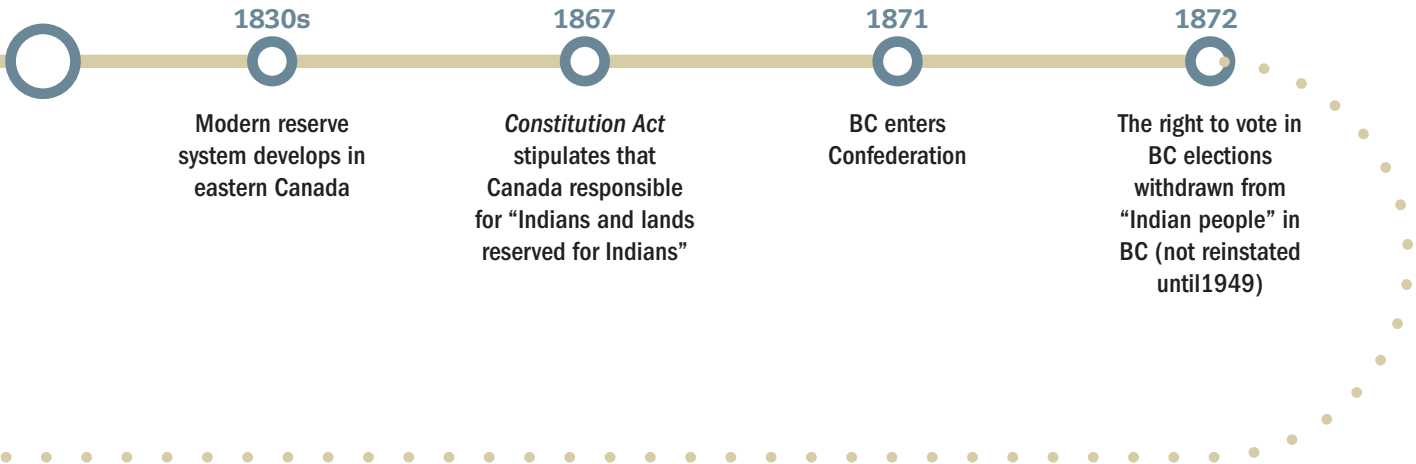 1830s
Modern reserve
system develops in
eastern Canada
1867
Constitution Act
stipulates that
Canada responsible
for “Indians and lands
reserved for Indians”
1871
BC enters
Confederation
1872
The right to vote in
BC elections
withdrawn from
“Indian people” in
BC (not reinstated
until1949)